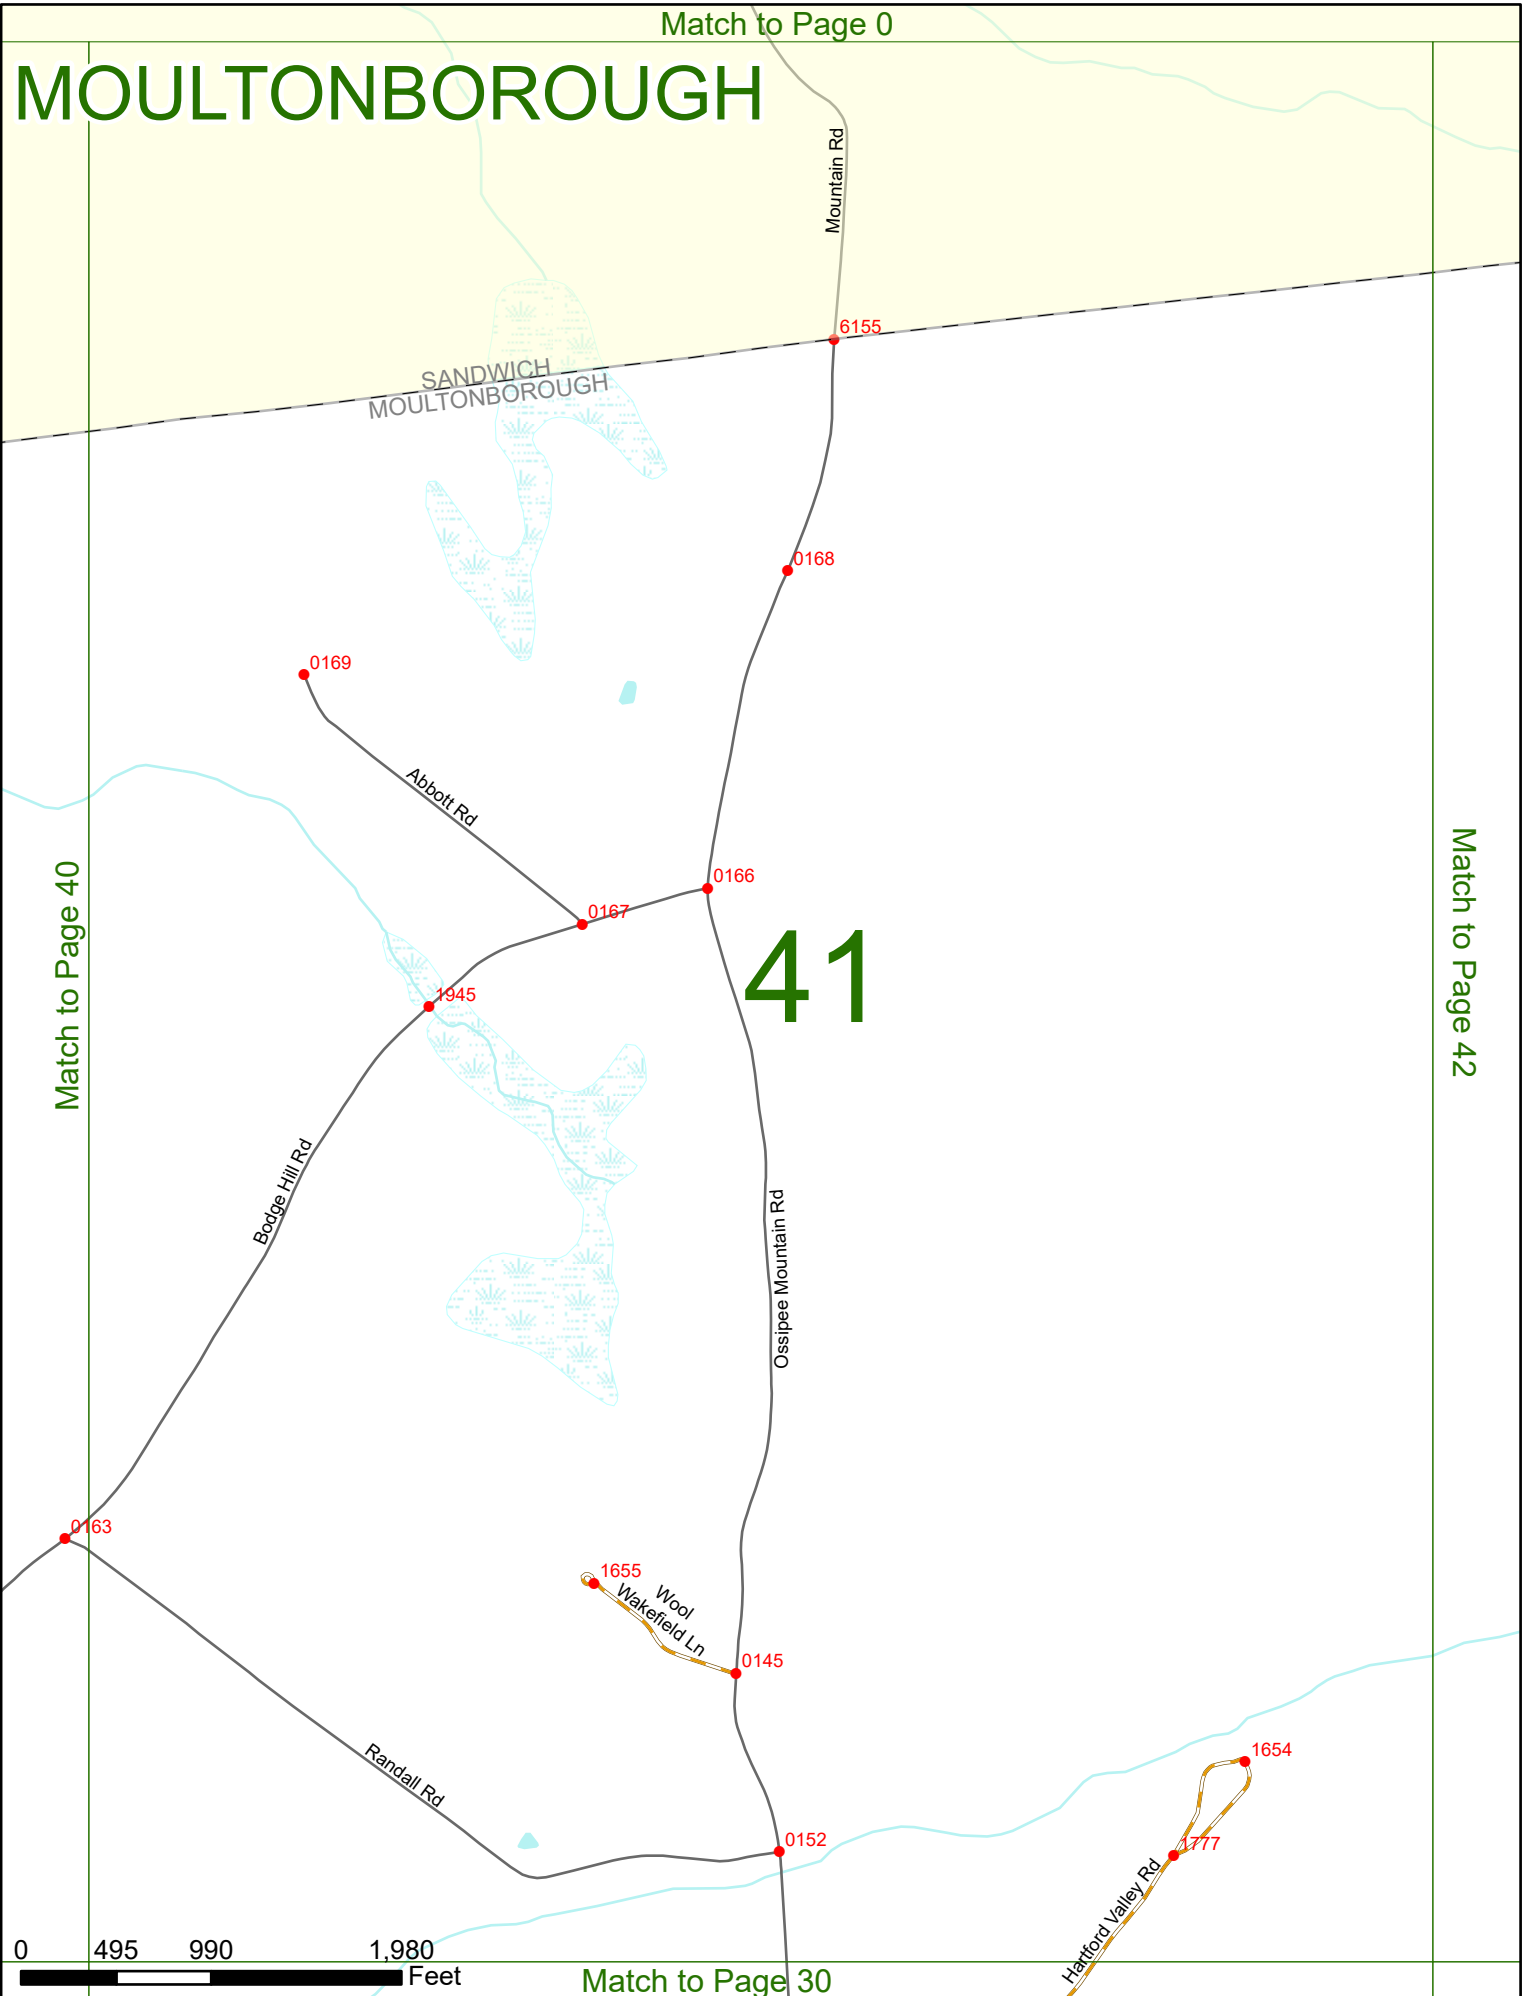 Match to Page 0
MOULTONBOROUGH
Mountain Rd
6155
SANDWICH
MOULTONBOROUGH
0168
0169
Abbott Rd
0166
0167
41
Match to Page 40
Match to Page 42
1945
Bodge Hill Rd
Ossipee Mountain Rd
0163
1655
Wool
Wakefield Ln
0145
Randall Rd
1654
0152
1777
Hartford Valley Rd
0 495 990 1,980
Feet
Match to Page 30